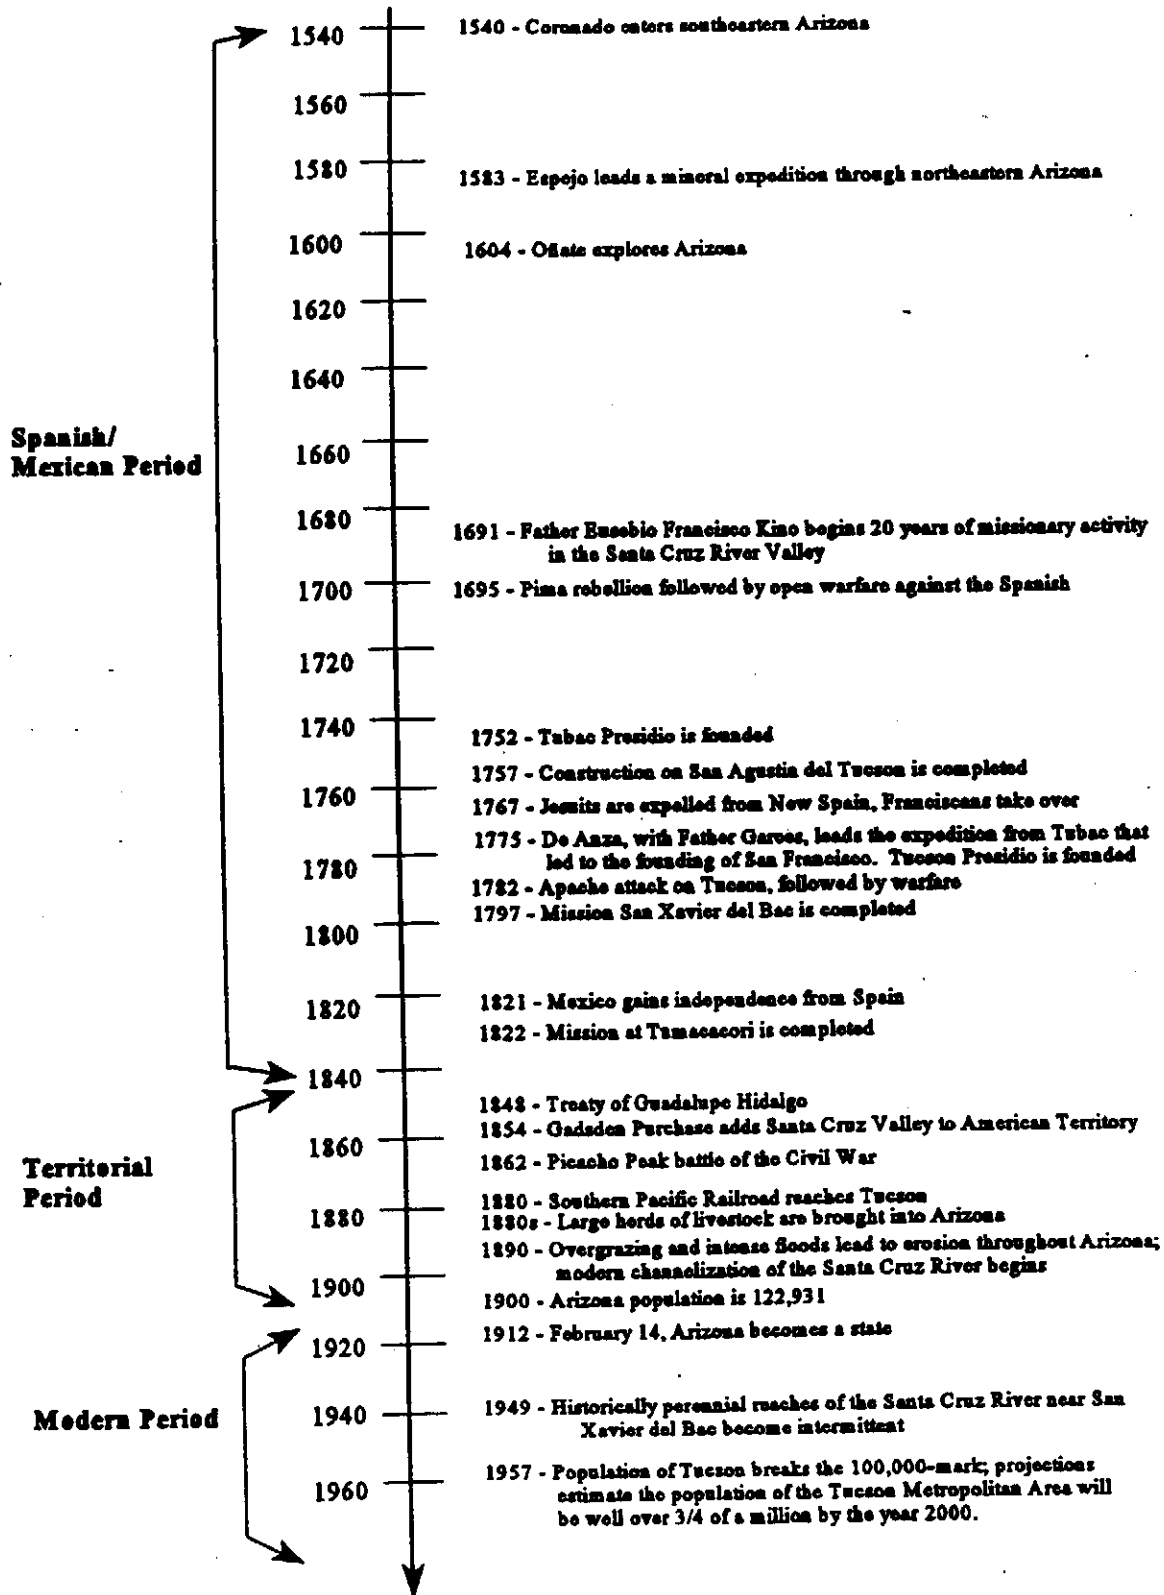 1540
1540 - Coronado enters southeastern Arizona
1560
1580
1583 - Espejo leads a mineral expedition through northeastern Arizona
1600
1604 - Oñate explores Arizona
1620
1640
Spanish/
Mexican Period
1660
1680
1691 - Father Eusebio Francisco Kino begins 20 years of missionary activity
in the Santa Cruz River Valley
1700
1695 - Pima rebellion followed by open warfare against the Spanish
1720
1740
1752 - Tubac Presidio is founded
1757 - Construction on San Agustin del Tucson is completed
1760
1767 - Jesuits are expelled from New Spain, Franciscans take over
1775 - De Anza, with Father Garces, leads the expedition from Tubac that
led to the founding of San Francisco. Tucson Presidio is founded
1780
1782 - Apache attack on Tucson, followed by warfare
1797 - Mission San Xavier del Bac is completed
1800
1820
1821 - Mexico gains independence from Spain
1822 - Mission at Tumacacori is completed
1840
1848 - Treaty of Guadalupe Hidalgo
1854 - Gadsden Purchase adds Santa Cruz Valley to American Territory
1860
1862 - Picacho Peak battle of the Civil War
Territorial
Period
1880 - Southern Pacific Railroad reaches Tucson
1880
1880s - Large herds of livestock are brought into Arizona
1890 - Overgrazing and intense floods lead to erosion throughout Arizona;
modern channelization of the Santa Cruz River begins
1900
1900 - Arizona population is 122,931
1912 - February 14, Arizona becomes a state
1920
Modern Period
1940
1949 - Historically perennial reaches of the Santa Cruz River near San
Xavier del Bac become intermittent
1957 - Population of Tucson breaks the 100,000-mark; projections
estimate the population of the Tucson Metropolitan Area will
be well over 3/4 of a million by the year 2000.
1960